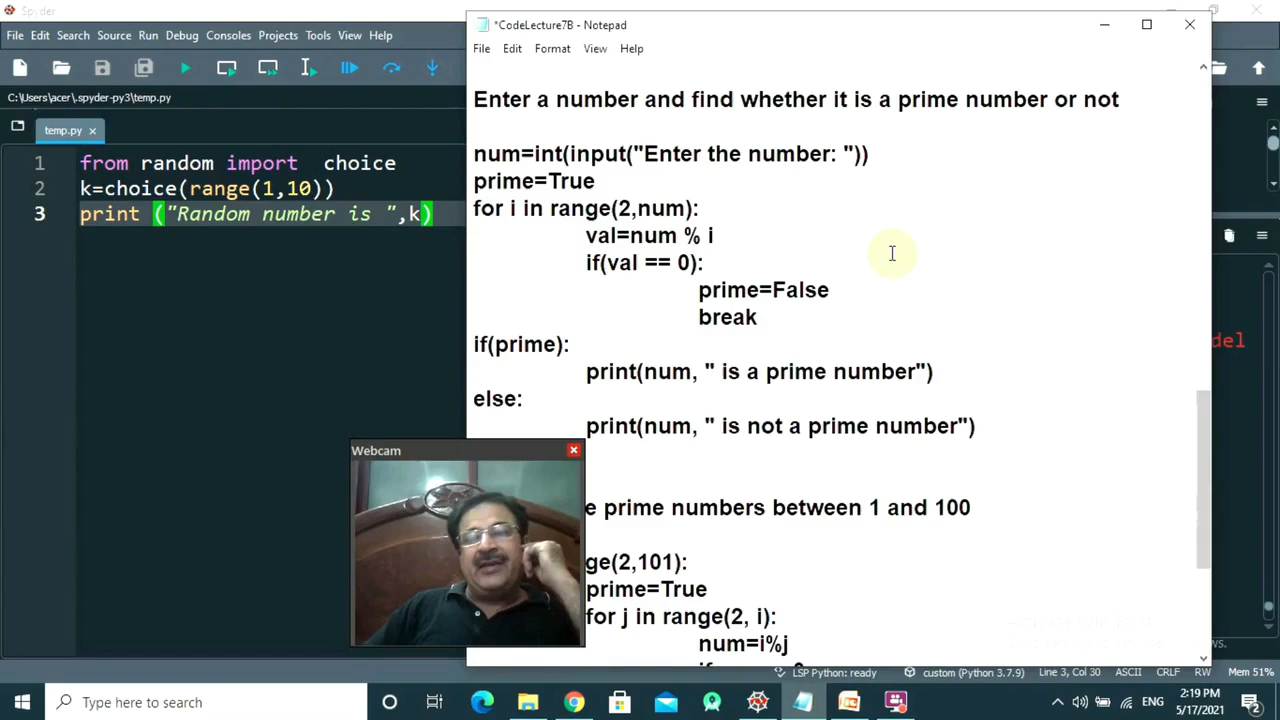 Spyder
File Edit Search Source Run Debug Consoles Projects Tools View Help
C:\Users\acer\.spyder-py3\temp.py
temp.py
1 from random import choice
2 k=choice(range(1,10))
3 print ("Random number is ",k)
*CodeLecture7B - Notepad
File Edit Format View Help
Enter a number and find whether it is a prime number or not
num=int(input("Enter the number: "))
prime=True
for i in range(2,num):
val=num % i
if(val == 0):
prime=False
break
if(prime):
print(num, " is a prime number")
else:
print(num, " is not a prime number")
e prime numbers between 1 and 100
ge(2,101):
prime=True
for j in range(2, i):
num=i%j
del
Webcam
LSP Python: ready custom (Python 3.7.9) Line 3, Col 30 ASCII CRLF RW Mem 51%
Type here to search
ENG
2:19 PM
5/17/2021
2